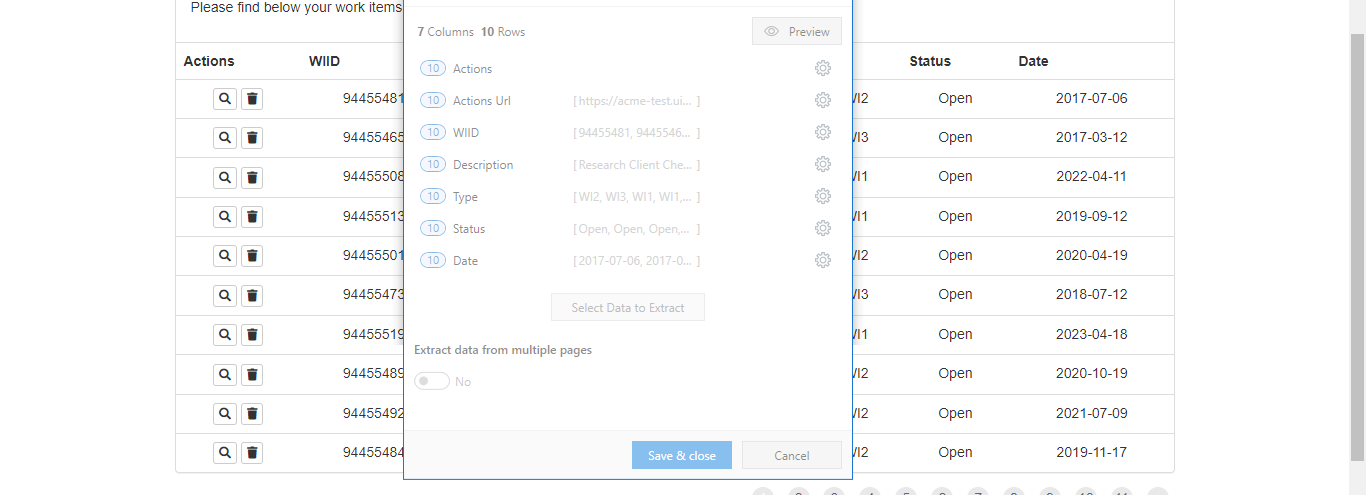 Please find below your work items
7 Columns 10 Rows
Preview
Actions WIID Status Date
10 Actions
94455481 WI2 Open 2017-07-06
10 Actions Url [https://acme-test.ui... ]
94455465 WI3 Open 2017-03-12
10 WIID [94455481, 9445546... ]
10 Description [Research Client Che... ]
94455508 WI1 Open 2022-04-11
10 Type [WI2, WI3, WI1, WI1,... ]
94455513 WI1 Open 2019-09-12
10 Status [Open, Open, Open,... ]
94455501 WI2 Open 2020-04-19
10 Date [2017-07-06, 2017-0... ]
94455473 WI3 Open 2018-07-12
Select Data to Extract
94455519 WI1 Open 2023-04-18
Extract data from multiple pages
94455489 WI2 Open 2020-10-19
No
94455492 WI2 Open 2021-07-09
94455484 WI2 Open 2019-11-17
Save & close Cancel